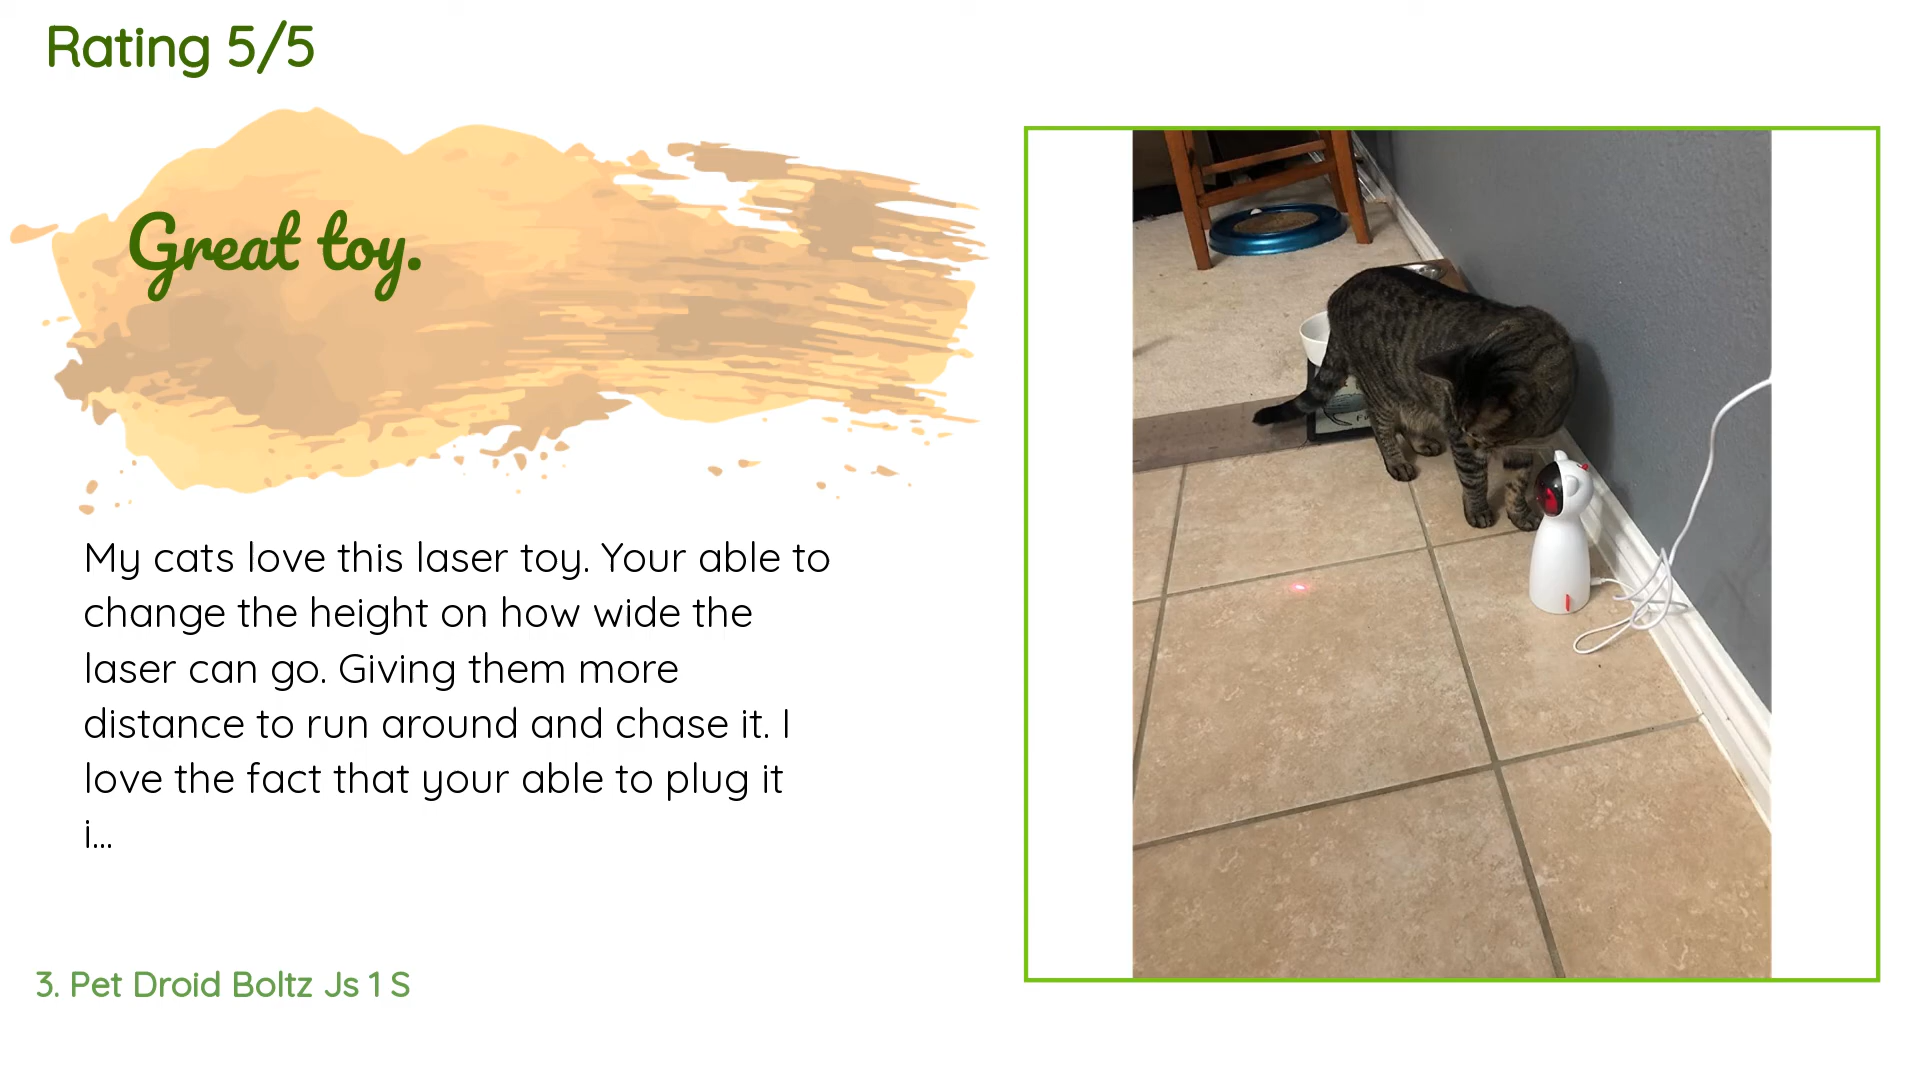 Rating 5/5
Great toy.
My cats love this laser toy. Your able to
change the height on how wide the
laser can go. Giving them more
distance to run around and chase it. I
love the fact that your able to plug it
i...
3. Pet Droid Boltz Js 1 S